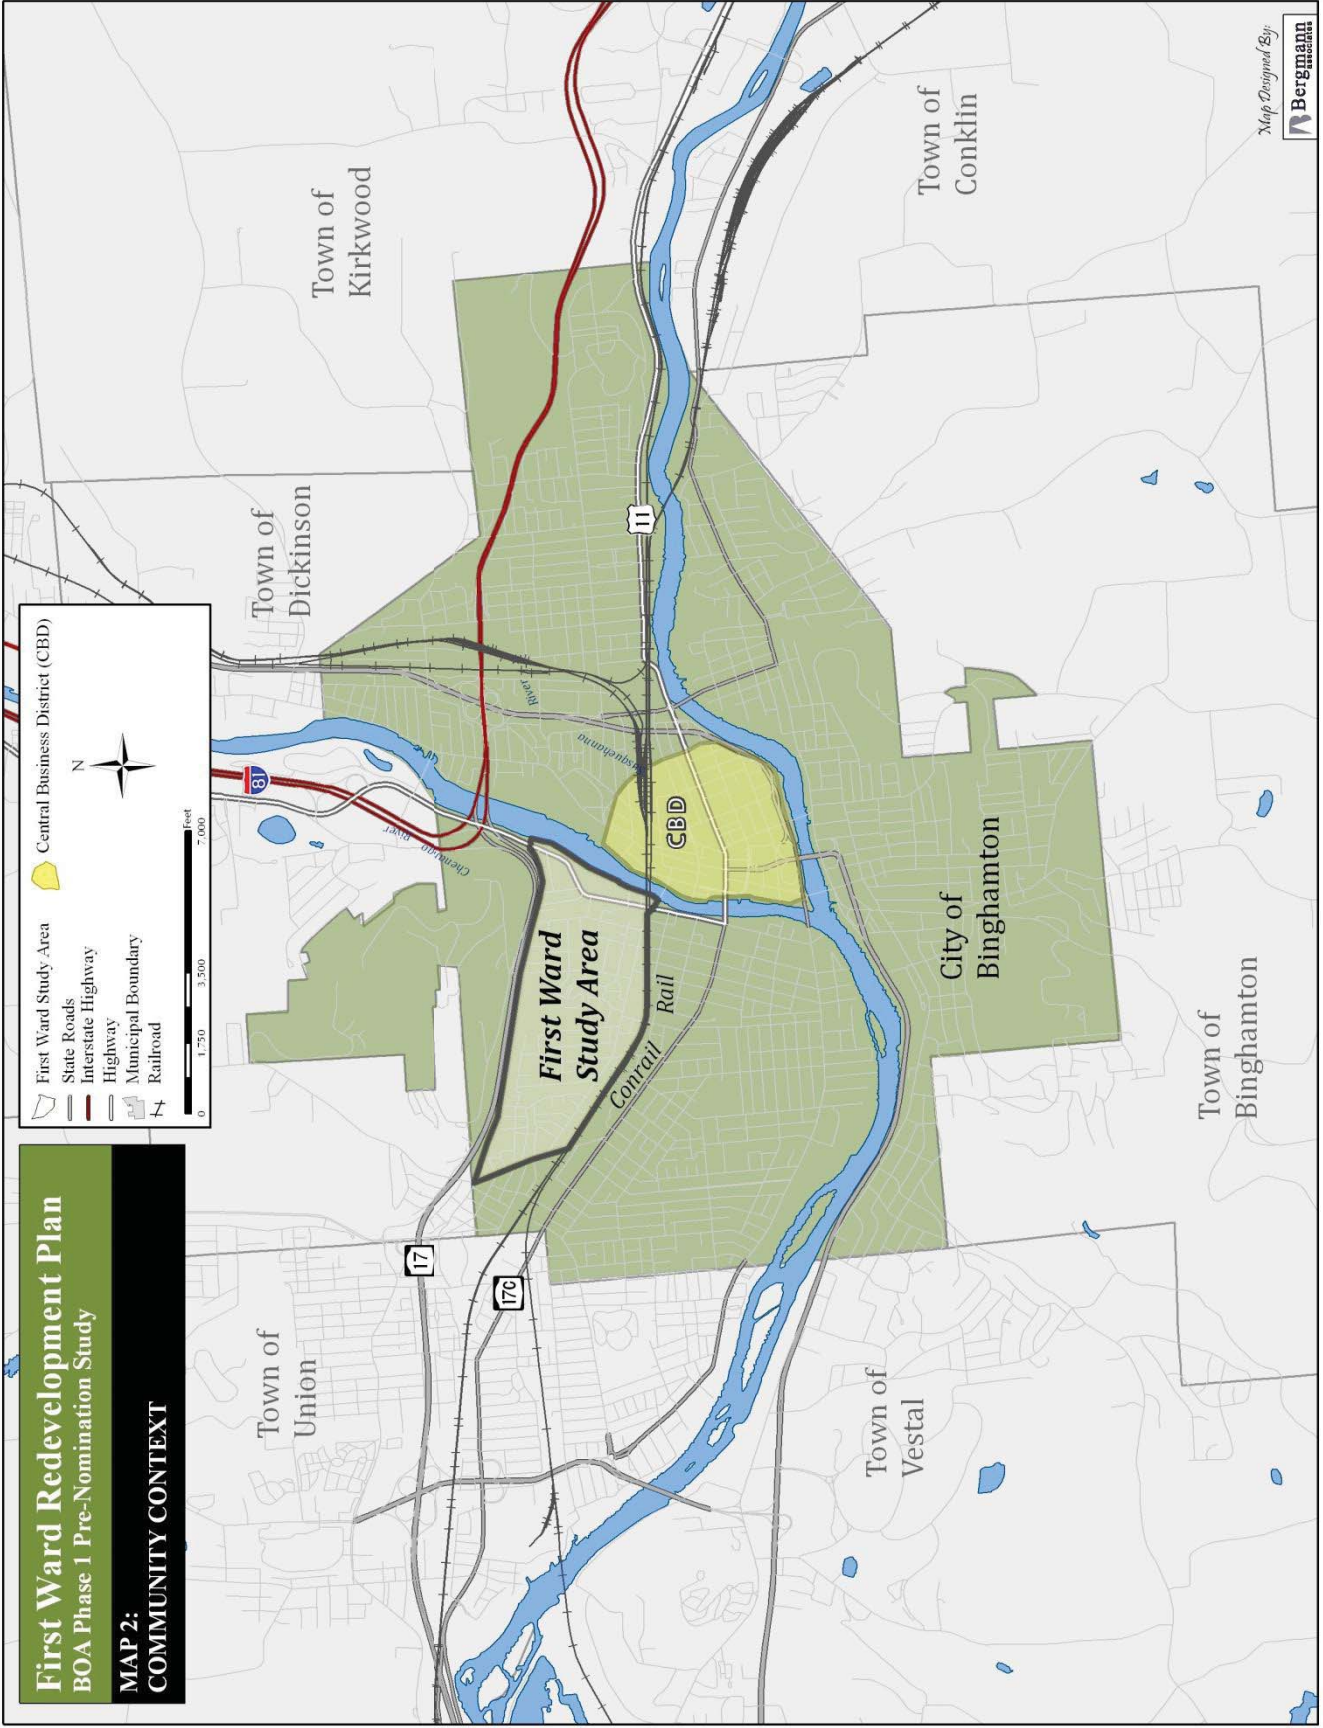 First Ward Redevelopment Plan
BOA Phase 1 Pre-Nomination Study
MAP 2:
COMMUNITY CONTEXT
First Ward Study Area
State Roads
Interstate Highway
Highway
Municipal Boundary
Railroad
Central Business District (CBD)
N
0 1,750 3,500 7,000
Feet
Town of
Union
Town of
Dickinson
Town of
Kirkwood
81
Chenango
River
17
17C
First Ward
Study Area
Conrail
Rail
CBD
Susquehanna
River
11
City of
Binghamton
Town of
Vestal
Town of
Binghamton
Town of
Conklin
Map Designed By:
Bergmann
associates